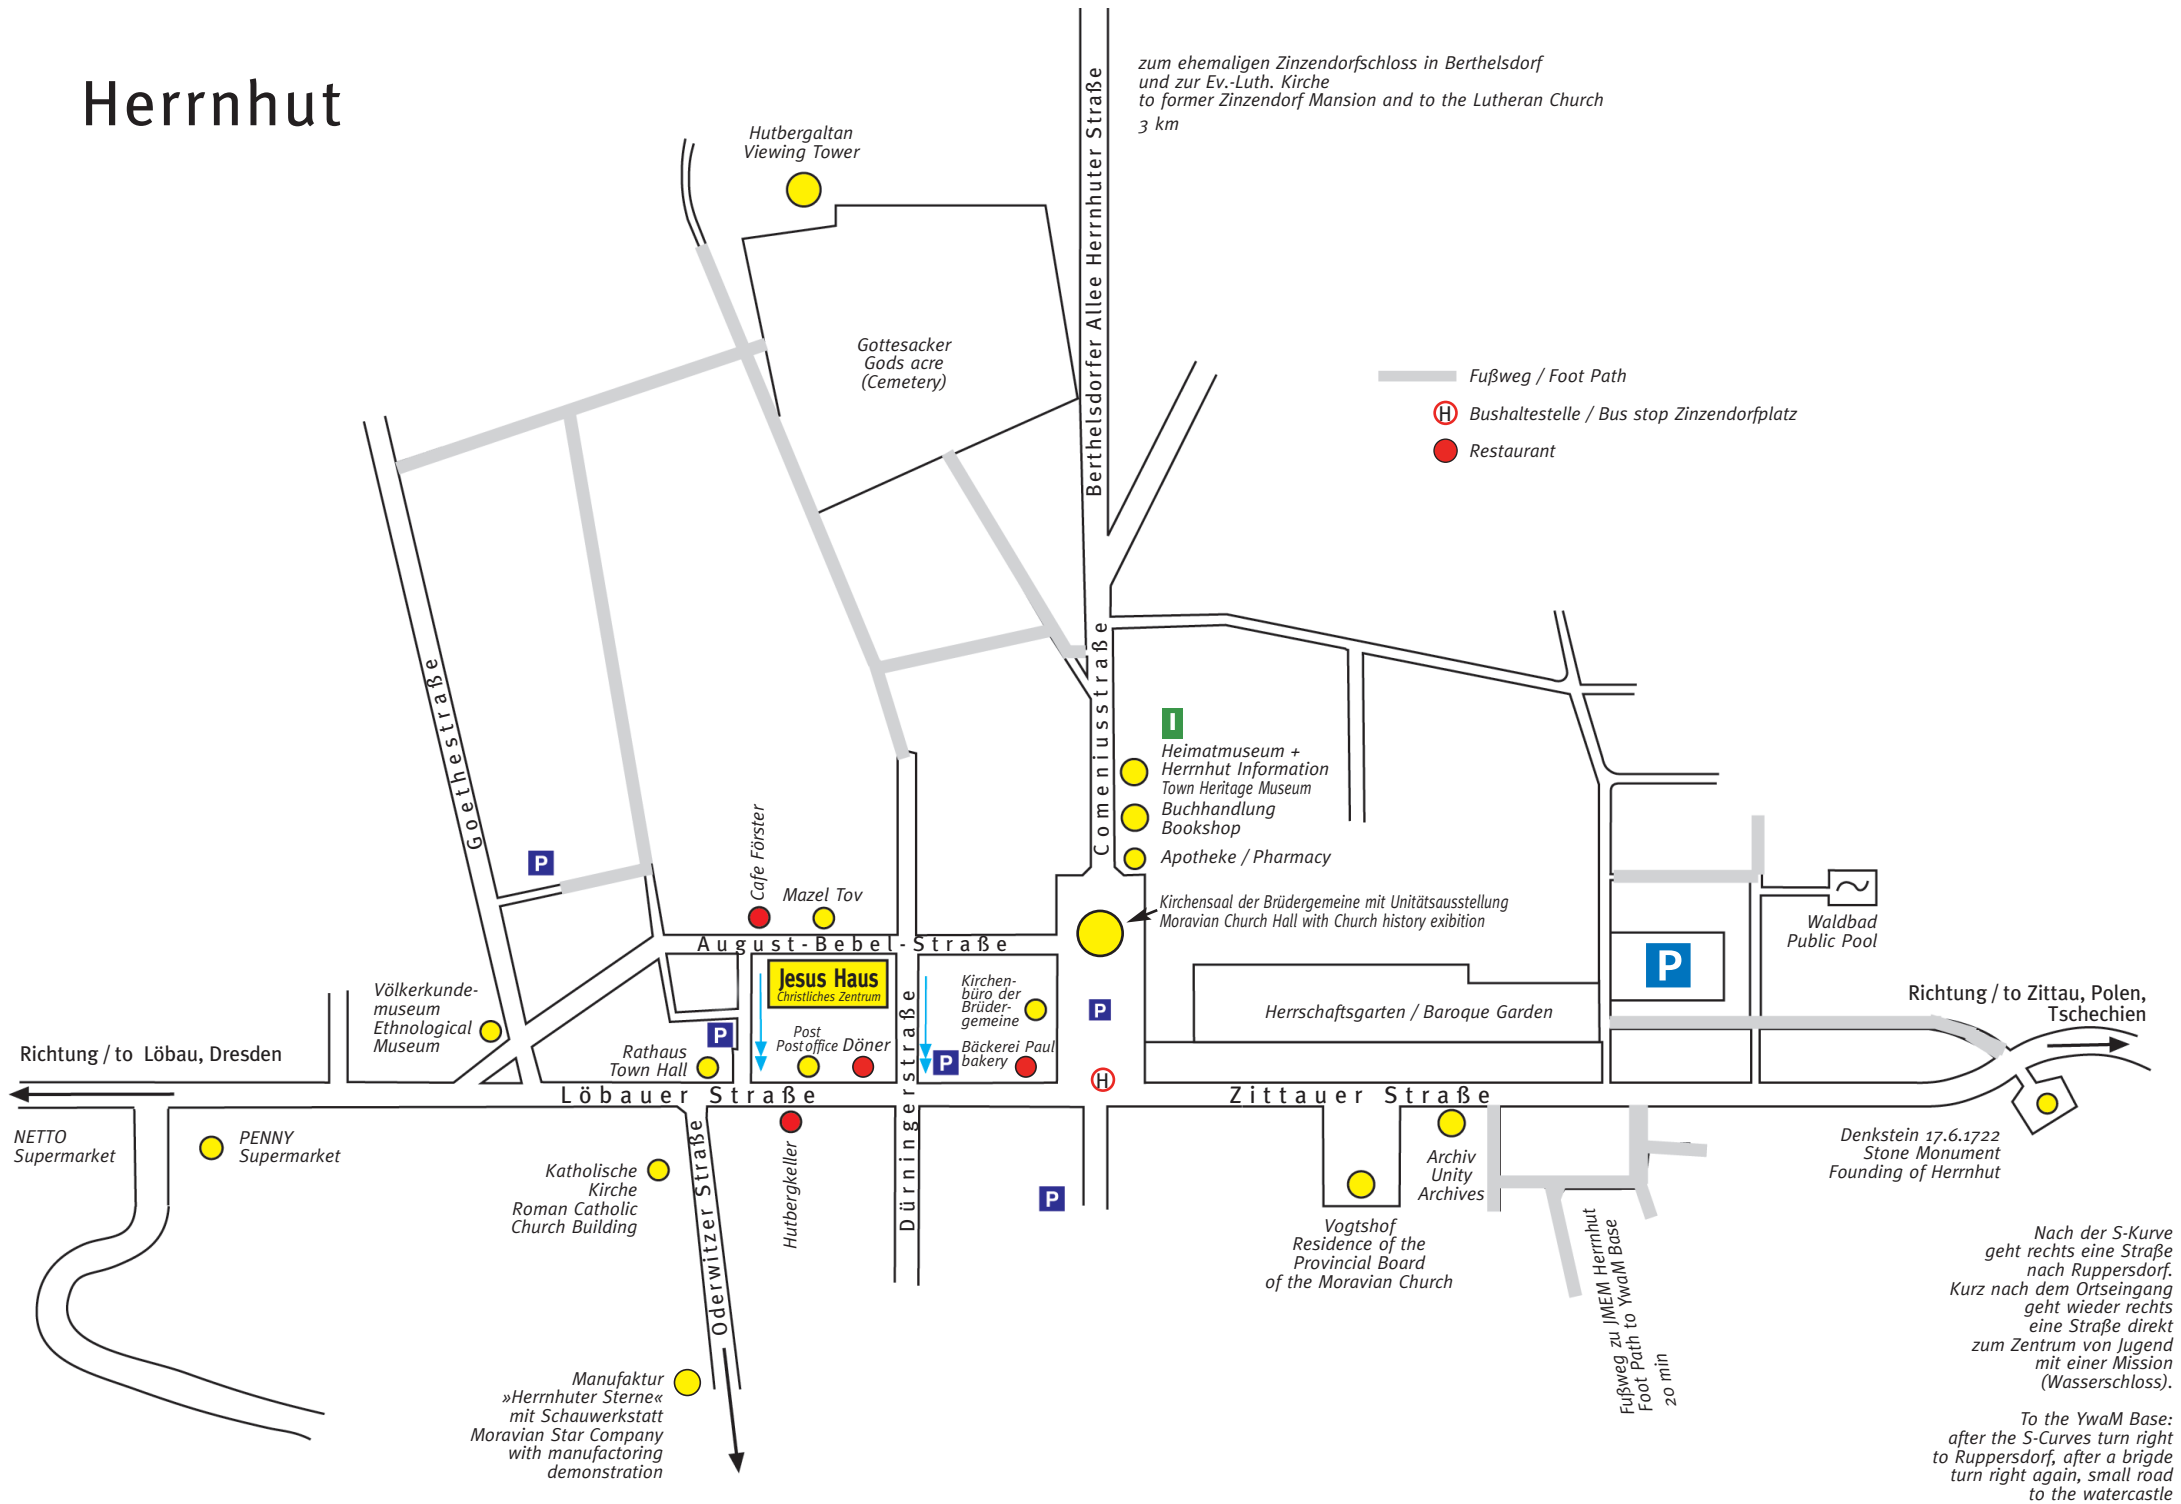 Herrnhut
zum ehemaligen Zinzendorfschloss in Berthelsdorf
und zur Ev.-Luth. Kirche
to former Zinzendorf Mansion and to the Lutheran Church
3 km
Hutbergaltan
Viewing Tower
Berthelsdorfer Allee Herrnhuter Straße
Gottesacker
Gods acre
(Cemetery)
Fußweg / Foot Path
H
Bushaltestelle / Bus stop Zinzendorfplatz
Restaurant
Goethestraße
Comeniusstraße
I
Heimatmuseum +
Herrnhut Information
Town Heritage Museum
Buchhandlung
Bookshop
Apotheke / Pharmacy
P
Cafe Förster
Mazel Tov
Kirchensaal der Brüdergemeine mit Unitätsausstellung
Moravian Church Hall with Church history exibition
August-Bebel-Straße
Waldbad
Public Pool
P
Jesus Haus
Christliches Zentrum
Kirchen-
büro der
Brüder-
gemeine
P
Herrschaftsgarten / Baroque Garden
Richtung / to Zittau, Polen,
Tschechien
Völkerkunde-
museum
Ethnological
Museum
Richtung / to Löbau, Dresden
P
Rathaus
Town Hall
Post
Postoffice
Döner
Dürningerstraße
P
Bäckerei Paul
bakery
H
Löbauer Straße
Zittauer Straße
NETTO
Supermarket
PENNY
Supermarket
Katholische
Kirche
Roman Catholic
Church Building
Oderwitzer Straße
Hutbergkeller
P
Vogtshof
Residence of the
Provincial Board
of the Moravian Church
Archiv
Unity
Archives
Denkstein 17.6.1722
Stone Monument
Founding of Herrnhut
Fußweg zu JMEM Herrnhut
Foot Path to YwaM Base
20 min
Manufaktur
»Herrnhuter Sterne«
mit Schauwerkstatt
Moravian Star Company
with manufactoring
demonstration
Nach der S-Kurve
geht rechts eine Straße
nach Ruppersdorf.
Kurz nach dem Ortseingang
geht wieder rechts
eine Straße direkt
zum Zentrum von Jugend
mit einer Mission
(Wasserschloss).
To the YwaM Base:
after the S-Curves turn right
to Ruppersdorf, after a brigde
turn right again, small road
to the watercastle